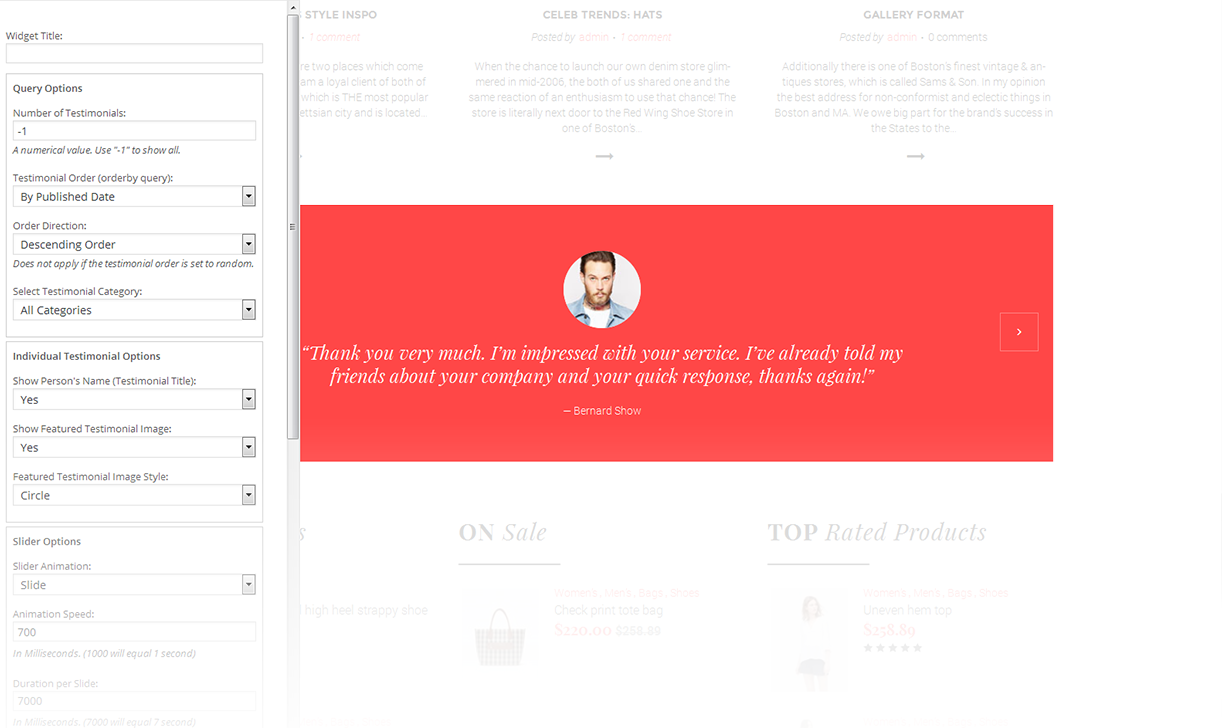 Widget Title:
Query Options
Number of Testimonials:
-1
A numerical value. Use "-1" to show all.
Testimonial Order (orderby query):
By Published Date
Order Direction:
Descending Order
Does not apply if the testimonial order is set to random.
Select Testimonial Category:
All Categories
Individual Testimonial Options
Show Person's Name (Testimonial Title):
Yes
Show Featured Testimonial Image:
Yes
Featured Testimonial Image Style:
Circle
Slider Options
Slider Animation:
Slide
Animation Speed:
700
In Milliseconds. (1000 will equal 1 second)
Duration per Slide:
7000
In Milliseconds. (7000 will equal 7 second)
STYLE INSPO
• 1 comment
re two places which come
am a loyal client of both of
which is THE most popular
ettsian city and is located...
CELEB TRENDS: HATS
Posted by admin • 1 comment
When the chance to launch our own denim store glim-
mered in mid-2006, the both of us shared one and the
same reaction of an enthusiasm to use that chance! The
store is literally next door to the Red Wing Shoe Store in
one of Boston's...
GALLERY FORMAT
Posted by admin • 0 comments
Additionally there is one of Boston's finest vintage & an-
tiques stores, which is called Sams & Son. In my opinion
the best address for non-conformist and eclectic things in
Boston and MA. We owe big part for the brand's success in
the States to the...
“Thank you very much. I’m impressed with your service. I’ve already told my
friends about your company and your quick response, thanks again!”
— Bernard Show
s
high heel strappy shoe
ON Sale
Women's , Men's , Bags , Shoes
Check print tote bag
$220.00 $258.89
TOP Rated Products
Women's , Men's , Bags , Shoes
Uneven hem top
$258.89